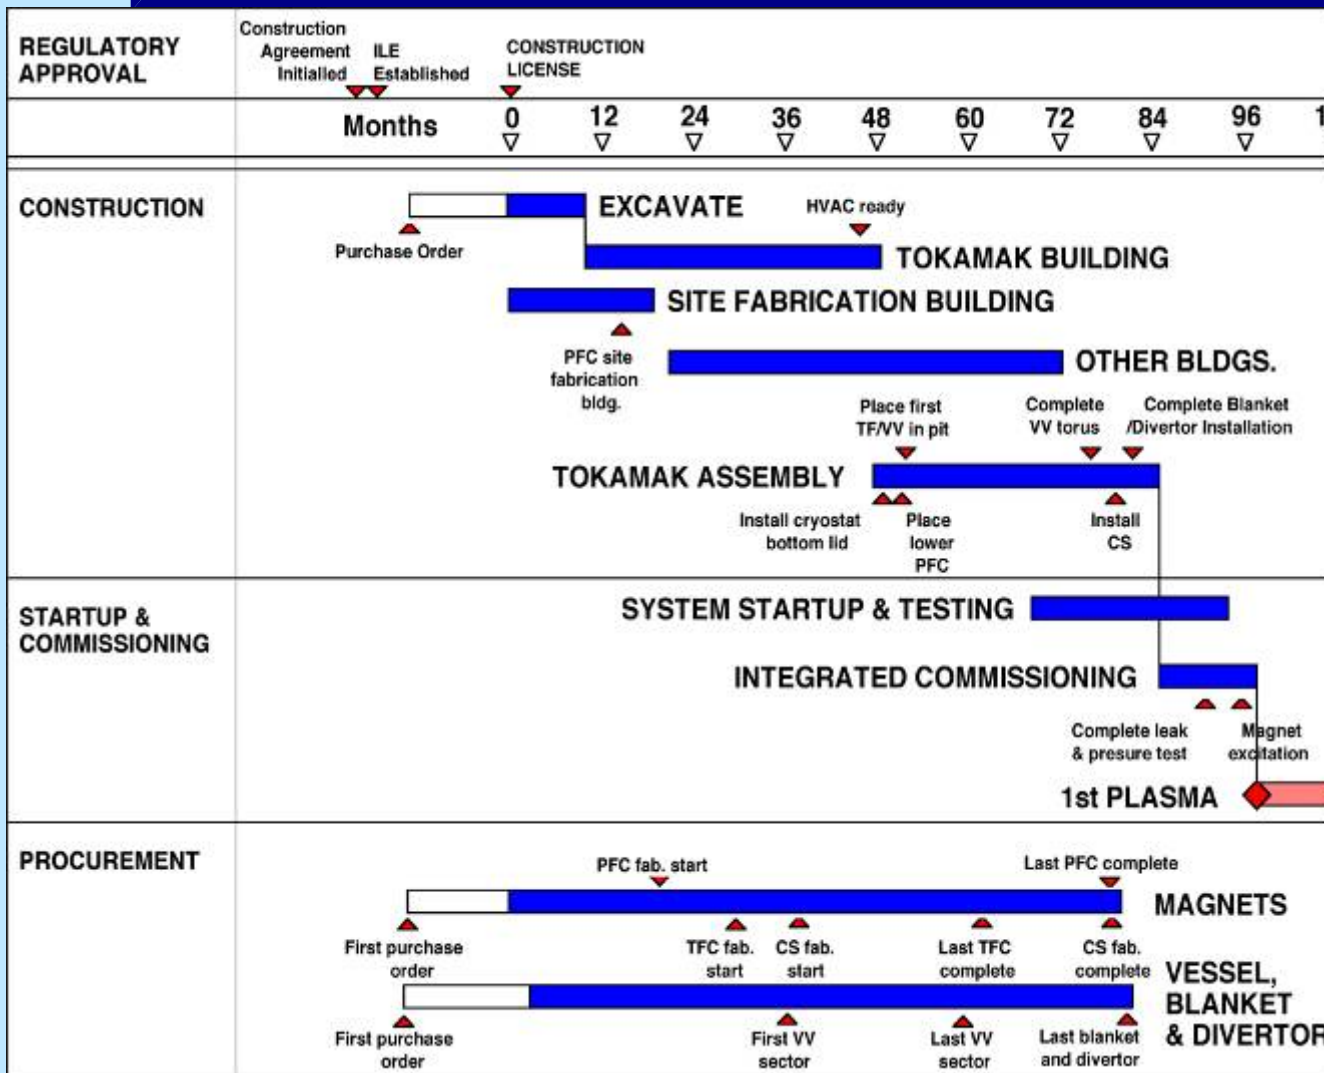 REGULATORY
APPROVAL
Construction
Agreement
Initialled
ILE
Established
CONSTRUCTION
LICENSE
Months 0 12 24 36 48 60 72 84 96 1
CONSTRUCTION
EXCAVATE
HVAC ready
Purchase Order
TOKAMAK BUILDING
SITE FABRICATION BUILDING
PFC site
fabrication
bldg.
OTHER BLDGS.
Place first
TF/VV in pit
Complete
VV torus
Complete Blanket
/Divertor Installation
TOKAMAK ASSEMBLY
Install cryostat
bottom lid
Place
lower
PFC
Install
CS
STARTUP &
COMMISSIONING
SYSTEM STARTUP & TESTING
INTEGRATED COMMISSIONING
Complete leak
& presure test
Magnet
excitation
1st PLASMA
PROCUREMENT
PFC fab. start
Last PFC complete
MAGNETS
First purchase
order
TFC fab.
start
CS fab.
start
Last TFC
complete
CS fab.
complete
VESSEL,
BLANKET
& DIVERTOR
First purchase
order
First VV
sector
Last VV
sector
Last blanket
and divertor